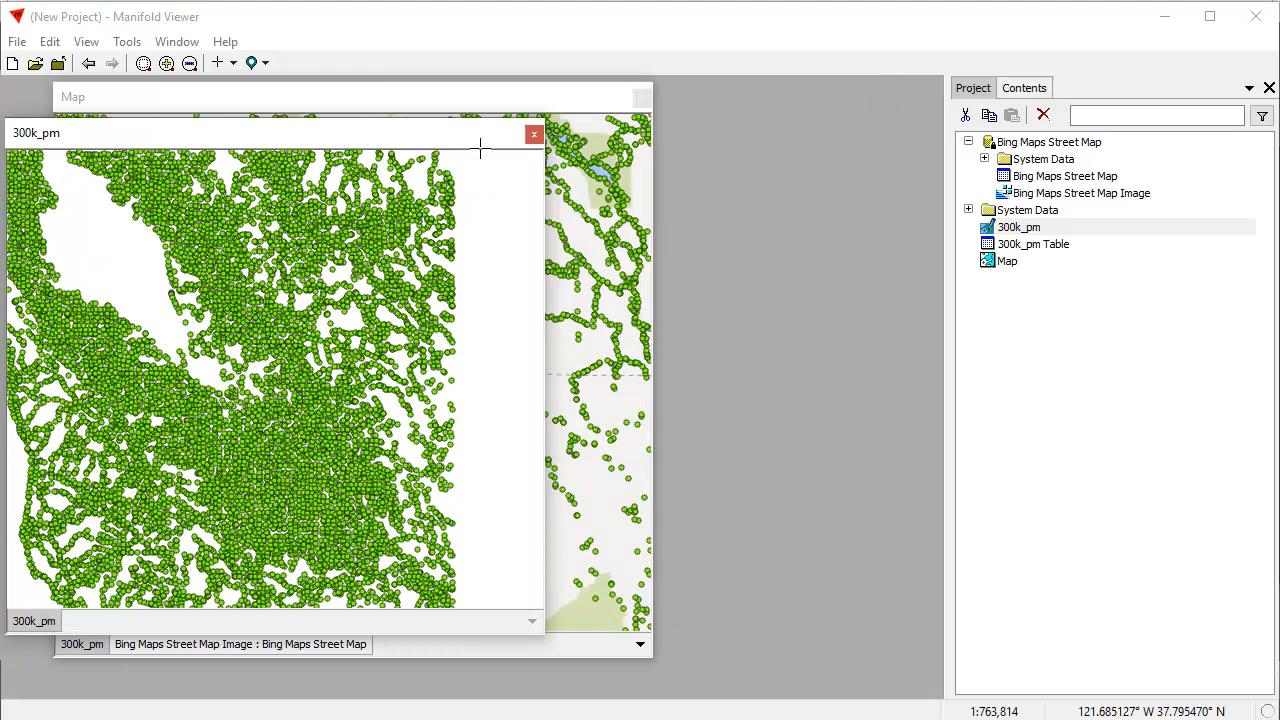 (New Project) - Manifold Viewer
File Edit View Tools Window Help
Map
300k_pm
300k_pm
300k_pm Bing Maps Street Map Image : Bing Maps Street Map
Project Contents
Bing Maps Street Map
System Data
Bing Maps Street Map
Bing Maps Street Map Image
System Data
300k_pm
300k_pm Table
Map
1:763,814 121.685127° W 37.795470° N